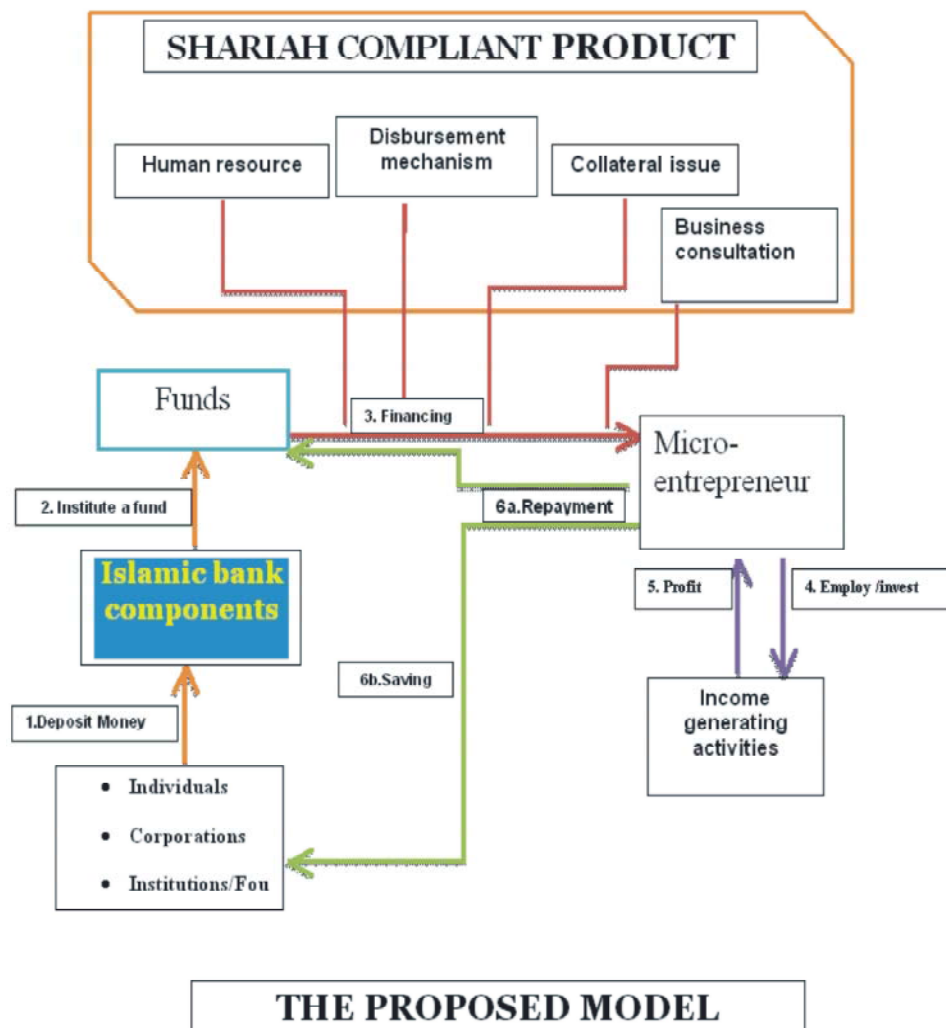 SHARIAH COMPLIANT PRODUCT
Human resource
Disbursement
mechanism
Collateral issue
Business
consultation
Funds
3. Financing
Micro-
entrepreneur
2. Institute a fund
6a.Repayment
Islamic bank
components
5. Profit
4. Employ /invest
6b.Saving
1.Deposit Money
Income
generating
activities
• Individuals
• Corporations
• Institutions/Fou
THE PROPOSED MODEL